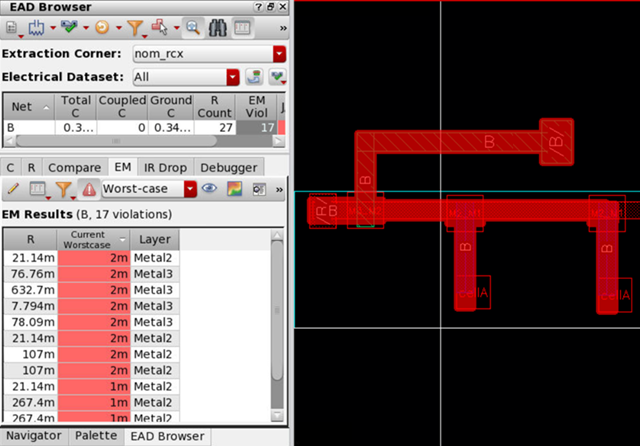 EAD Browser
Extraction Corner: nom_rcx
Electrical Dataset: All
Net Total C Coupled C Ground C R Count EM Viol
B 0.3... 0 0.34... 27 17
C R Compare EM IR Drop Debugger
Worst-case
EM Results (B, 17 violations)
R Current Worstcase Layer
21.14m 2m Metal2
76.76m 2m Metal3
632.7m 2m Metal3
7.794m 2m Metal3
78.09m 2m Metal3
21.14m 2m Metal2
107m 2m Metal2
107m 2m Metal2
21.14m 1m Metal2
267.4m 1m Metal2
267.4m 1m Metal2
Navigator Palette EAD Browser
B
/B/
B
B
B
B